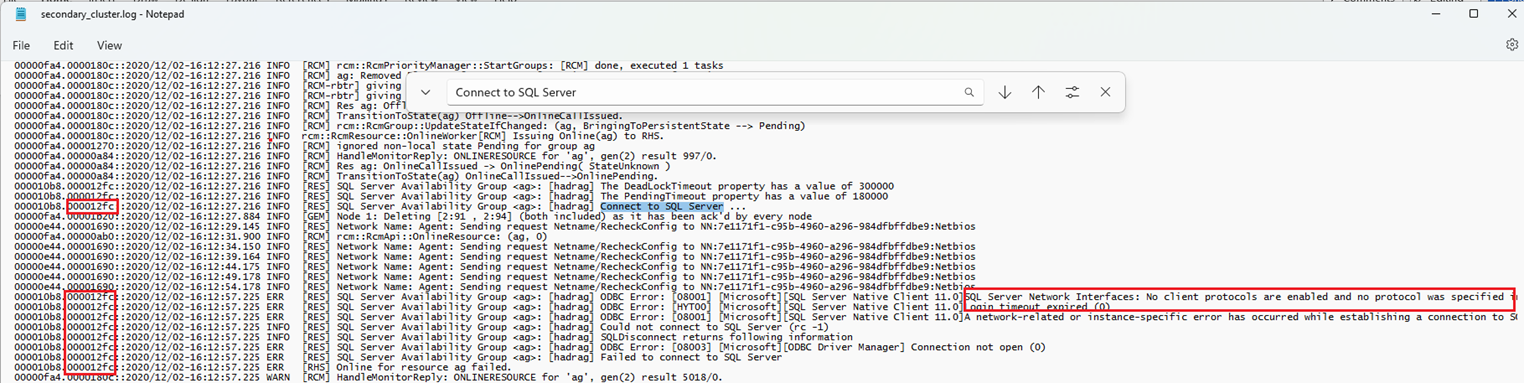 secondary_cluster.log - Notepad
File Edit View
Connect to SQL Server
00000fa4.0000180c::2020/12/02-16:12:27.216 INFO [RCM] rcm::RcmPriorityManager::StartGroups: [RCM] done, executed 1 tasks
00000fa4.0000180c::2020/12/02-16:12:27.216 INFO [RCM] ag: Removed
00000fa4.0000180c::2020/12/02-16:12:27.216 INFO [RCM-rbtr] giving
00000fa4.0000180c::2020/12/02-16:12:27.216 INFO [RCM-rbtr] giving
00000fa4.0000180c::2020/12/02-16:12:27.216 INFO [RCM] Res ag: Offl
00000fa4.0000180c::2020/12/02-16:12:27.216 INFO [RCM] TransitionToState(ag) Offline-->OnlineCallIssued.
00000fa4.0000180c::2020/12/02-16:12:27.216 INFO [RCM] rcm::RcmGroup::UpdateStateIfChanged: (ag, BringingToPersistentState --> Pending)
00000fa4.0000180c::2020/12/02-16:12:27.216 INFO rcm::RcmResource::OnlineWorker[RCM] Issuing Online(ag) to RHS.
00000fa4.00001270::2020/12/02-16:12:27.216 INFO [RCM] ignored non-local state Pending for group ag
00000fa4.00000a84::2020/12/02-16:12:27.216 INFO [RCM] HandleMonitorReply: ONLINERESOURCE for 'ag', gen(2) result 997/0.
00000fa4.00000a84::2020/12/02-16:12:27.216 INFO [RCM] Res ag: OnlineCallIssued -> OnlinePending( StateUnknown )
00000fa4.00000a84::2020/12/02-16:12:27.216 INFO [RCM] TransitionToState(ag) OnlineCallIssued-->OnlinePending.
000010b8.000012fc::2020/12/02-16:12:27.216 INFO [RES] SQL Server Availability Group <ag>: [hadrag] The DeadLockTimeout property has a value of 300000
000010b8.000012fc::2020/12/02-16:12:27.216 INFO [RES] SQL Server Availability Group <ag>: [hadrag] The PendingTimeout property has a value of 180000
000010b8.000012fc::2020/12/02-16:12:27.216 INFO [RES] SQL Server Availability Group <ag>: [hadrag] Connect to SQL Server ...
00000fa4.00001b20::2020/12/02-16:12:27.884 INFO [GEM] Node 1: Deleting [2:91 , 2:94] (both included) as it has been ack'd by every node
00000e44.00001690::2020/12/02-16:12:29.145 INFO [RES] Network Name: Agent: Sending request Netname/RecheckConfig to NN:7e1171f1-c95b-4960-a296-984dfbffdbe9:Netbios
00000fa4.00000ab0::2020/12/02-16:12:31.900 INFO [RCM] rcm::RcmApi::OnlineResource: (ag, 0)
00000e44.00001690::2020/12/02-16:12:34.150 INFO [RES] Network Name: Agent: Sending request Netname/RecheckConfig to NN:7e1171f1-c95b-4960-a296-984dfbffdbe9:Netbios
00000e44.00001690::2020/12/02-16:12:39.164 INFO [RES] Network Name: Agent: Sending request Netname/RecheckConfig to NN:7e1171f1-c95b-4960-a296-984dfbffdbe9:Netbios
00000e44.00001690::2020/12/02-16:12:44.175 INFO [RES] Network Name: Agent: Sending request Netname/RecheckConfig to NN:7e1171f1-c95b-4960-a296-984dfbffdbe9:Netbios
00000e44.00001690::2020/12/02-16:12:49.178 INFO [RES] Network Name: Agent: Sending request Netname/RecheckConfig to NN:7e1171f1-c95b-4960-a296-984dfbffdbe9:Netbios
00000e44.00001690::2020/12/02-16:12:54.178 INFO [RES] Network Name: Agent: Sending request Netname/RecheckConfig to NN:7e1171f1-c95b-4960-a296-984dfbffdbe9:Netbios
000010b8.000012fc::2020/12/02-16:12:57.225 ERR [RES] SQL Server Availability Group <ag>: [hadrag] ODBC Error: [08001] [Microsoft][SQL Server Native Client 11.0]SQL Server Network Interfaces: No client protocols are enabled and no protocol was specified i
000010b8.000012fc::2020/12/02-16:12:57.225 ERR [RES] SQL Server Availability Group <ag>: [hadrag] ODBC Error: [HYT00] [Microsoft][SQL Server Native Client 11.0]Login timeout expired (0)
000010b8.000012fc::2020/12/02-16:12:57.225 ERR [RES] SQL Server Availability Group <ag>: [hadrag] ODBC Error: [08001] [Microsoft][SQL Server Native Client 11.0]A network-related or instance-specific error has occurred while establishing a connection to SQ
000010b8.000012fc::2020/12/02-16:12:57.225 INFO [RES] SQL Server Availability Group <ag>: [hadrag] Could not connect to SQL Server (rc -1)
000010b8.000012fc::2020/12/02-16:12:57.225 INFO [RES] SQL Server Availability Group <ag>: [hadrag] SQLDisconnect returns following information
000010b8.000012fc::2020/12/02-16:12:57.225 ERR [RES] SQL Server Availability Group <ag>: [hadrag] ODBC Error: [08003] [Microsoft][ODBC Driver Manager] Connection not open (0)
000010b8.000012fc::2020/12/02-16:12:57.225 ERR [RES] SQL Server Availability Group <ag>: [hadrag] Failed to connect to SQL Server
000010b8.000012fc::2020/12/02-16:12:57.225 ERR [RHS] Online for resource ag failed.
00000fa4.0000180c::2020/12/02-16:12:57.225 WARN [RCM] HandleMonitorReply: ONLINERESOURCE for 'ag', gen(2) result 5018/0.